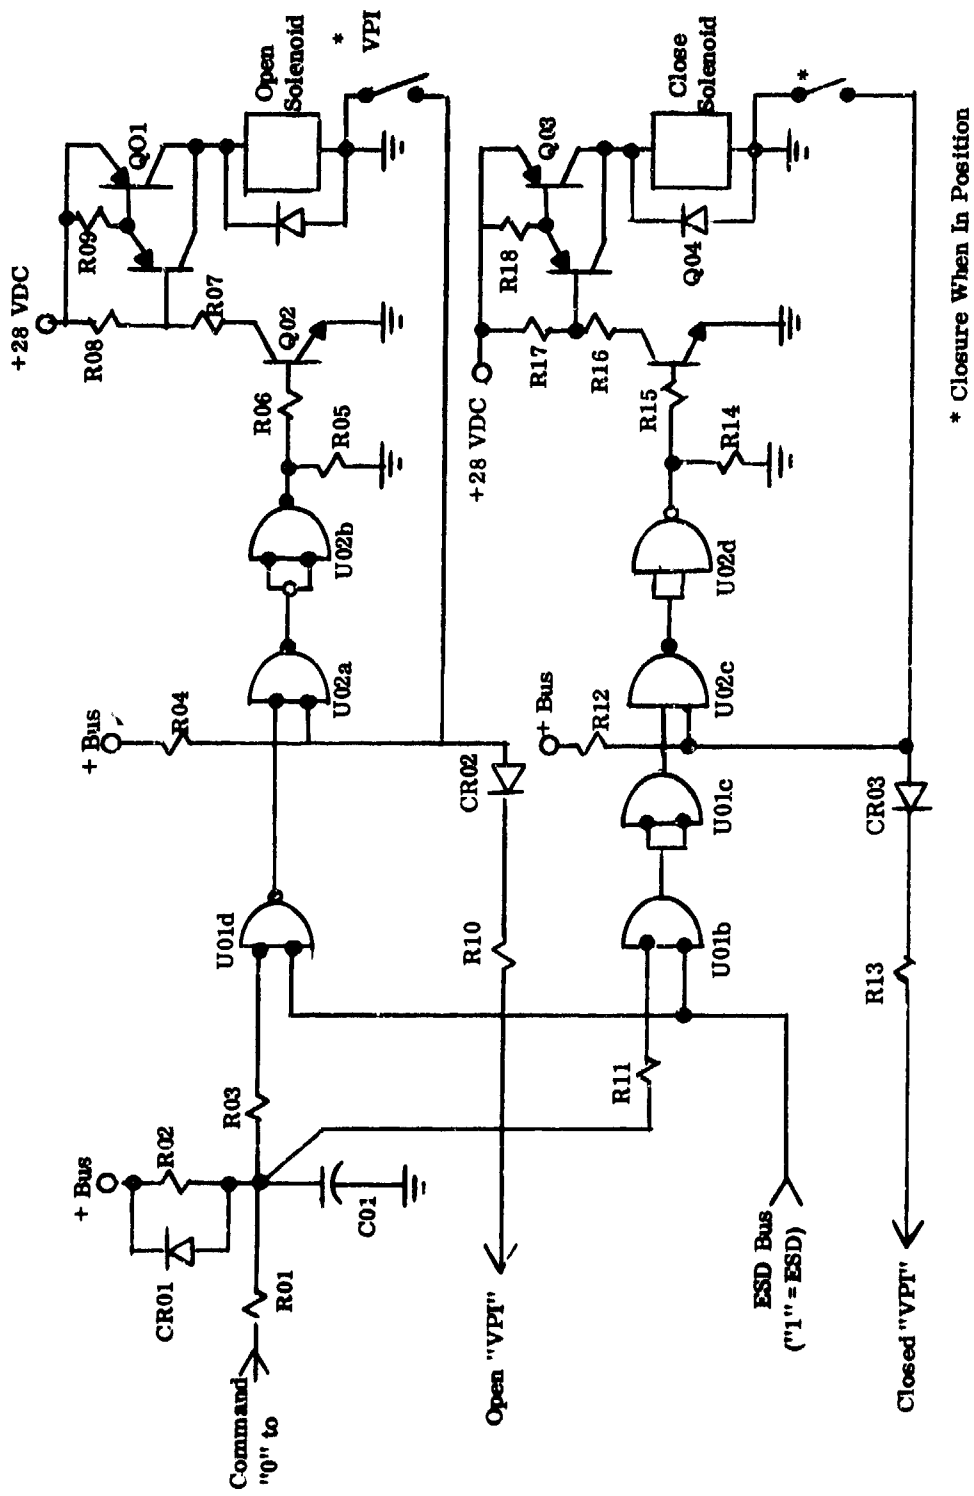 +28 VDC
R08
R09
Q01
R07
Q02
R06
R05
U02b
U02a
+ Bus
R04
Open
Solenoid
*
VPI
U01d
R03
+ Bus
R02
CR01
C01
R01
Command
"0" to
CR02
R10
Open "VPI"
+28 VDC
R17
R18
Q03
R16
R15
R14
Q04
Close
Solenoid
*
U02d
U02c
+ Bus
R12
U01c
U01b
R11
ESD Bus
("1" = ESD)
CR03
R13
Closed "VPI"
* Closure When In Position